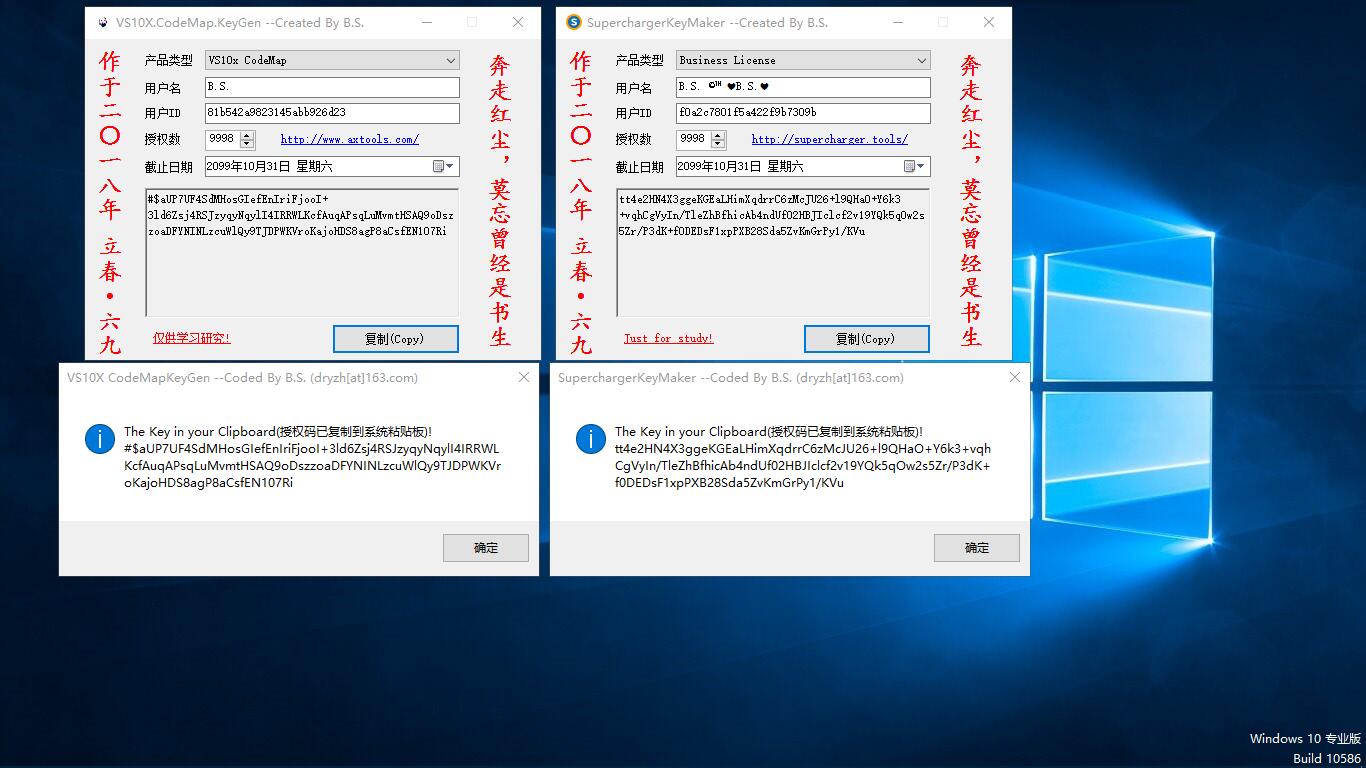 VS10X.CodeMap.KeyGen --Created By B.S.
作于二〇一八年 立春·六九
产品类型 VS10x CodeMap
用户名 B.S.
用户ID 81b542a9823145abb926d23
授权数 9998 http://www.axtools.com/
截止日期 2099年10月31日 星期六
#$aUP7UF4SdMHosGIefEnIriFjooI+
3ld6Zsj4RSJzyqyNqylI4IRRWLKcfAuqAPsqLuMvmtHSAQ9oDsz
zoaDFYNINLzcuWlQy9TJDPWKVroKajoHDS8agP8aCsfEN107Ri
仅供学习研究!
复制(Copy)
奔走红尘，莫忘曾经是书生
SuperchargerKeyMaker --Created By B.S.
作于二〇一八年 立春·六九
产品类型 Business License
用户名 B.S. ©™ ♥B.S.♥
用户ID f0a2c7801f5a422f9b7309b
授权数 9998 http://supercharger.tools/
截止日期 2099年10月31日 星期六
tt4e2HN4X3ggeKGEaLHimXqdrrC6zMcJU26+l9QHaO+Y6k3
+vqhCgVyIn/TleZhBfhicAb4ndUf02HBJIclcf2v19YQk5qOw2s
5Zr/P3dK+f0DEDsF1xpPXB28Sda5ZvKmGrPy1/KVu
Just for study!
复制(Copy)
奔走红尘，莫忘曾经是书生
VS10X CodeMapKeyGen --Coded By B.S. (dryzh[at]163.com)
The Key in your Clipboard(授权码已复制到系统粘贴板)!
#$aUP7UF4SdMHosGIefEnIriFjooI+3ld6Zsj4RSJzyqyNqylI4IRRWL
KcfAuqAPsqLuMvmtHSAQ9oDszzoaDFYNINLzcuWlQy9TJDPWKVr
oKajoHDS8agP8aCsfEN107Ri
确定
SuperchargerKeyMaker --Coded By B.S. (dryzh[at]163.com)
The Key in your Clipboard(授权码已复制到系统粘贴板)!
tt4e2HN4X3ggeKGEaLHimXqdrrC6zMcJU26+l9QHaO+Y6k3+vqh
CgVyIn/TleZhBfhicAb4ndUf02HBJIclcf2v19YQk5qOw2s5Zr/P3dK+
f0DEDsF1xpPXB28Sda5ZvKmGrPy1/KVu
确定
Windows 10 专业版
Build 10586